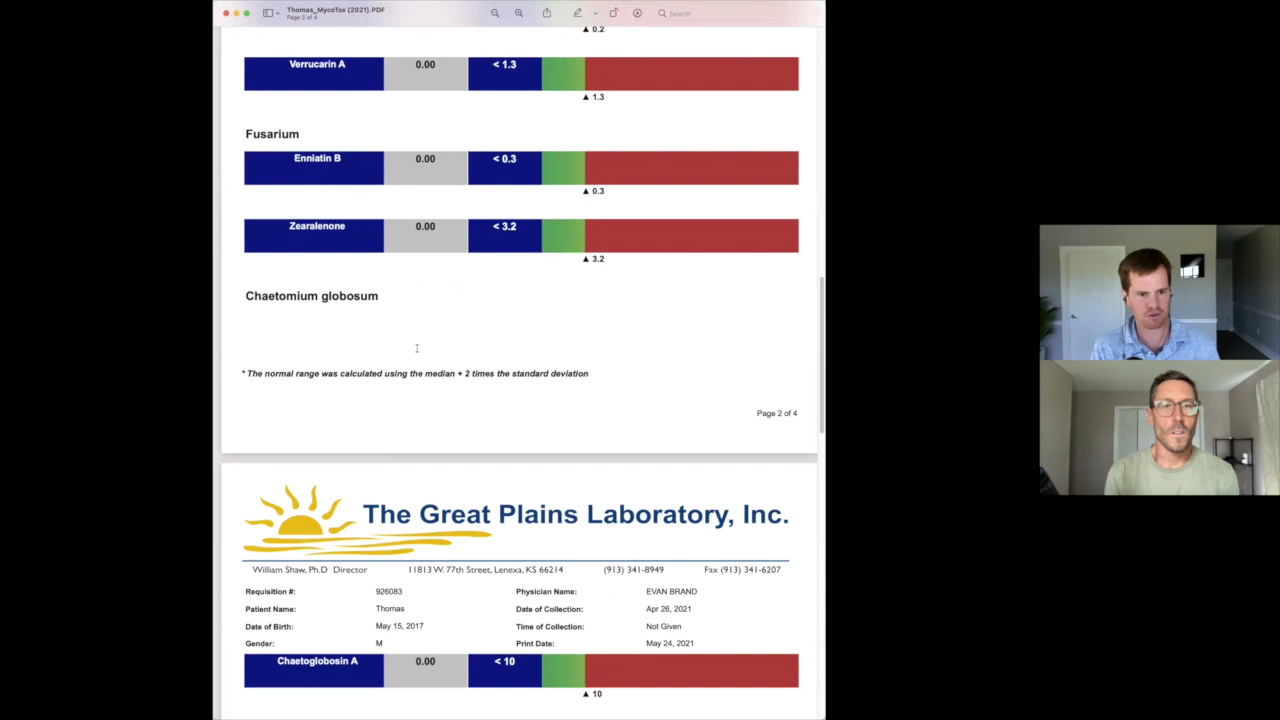 Thomas_MycoTox (2021).PDF
Page 2 of 4
Search
▲ 0.2
Verrucarin A 0.00 < 1.3
▲ 1.3
Fusarium
Enniatin B 0.00 < 0.3
▲ 0.3
Zearalenone 0.00 < 3.2
▲ 3.2
Chaetomium globosum
* The normal range was calculated using the median + 2 times the standard deviation
Page 2 of 4
The Great Plains Laboratory, Inc.
William Shaw, Ph.D Director 11813 W. 77th Street, Lenexa, KS 66214 (913) 341-8949 Fax (913) 341-6207
Requisition #: 926083 Physician Name: EVAN BRAND
Patient Name: Thomas Date of Collection: Apr 26, 2021
Date of Birth: May 15, 2017 Time of Collection: Not Given
Gender: M Print Date: May 24, 2021
Chaetoglobosin A 0.00 < 10
▲ 10